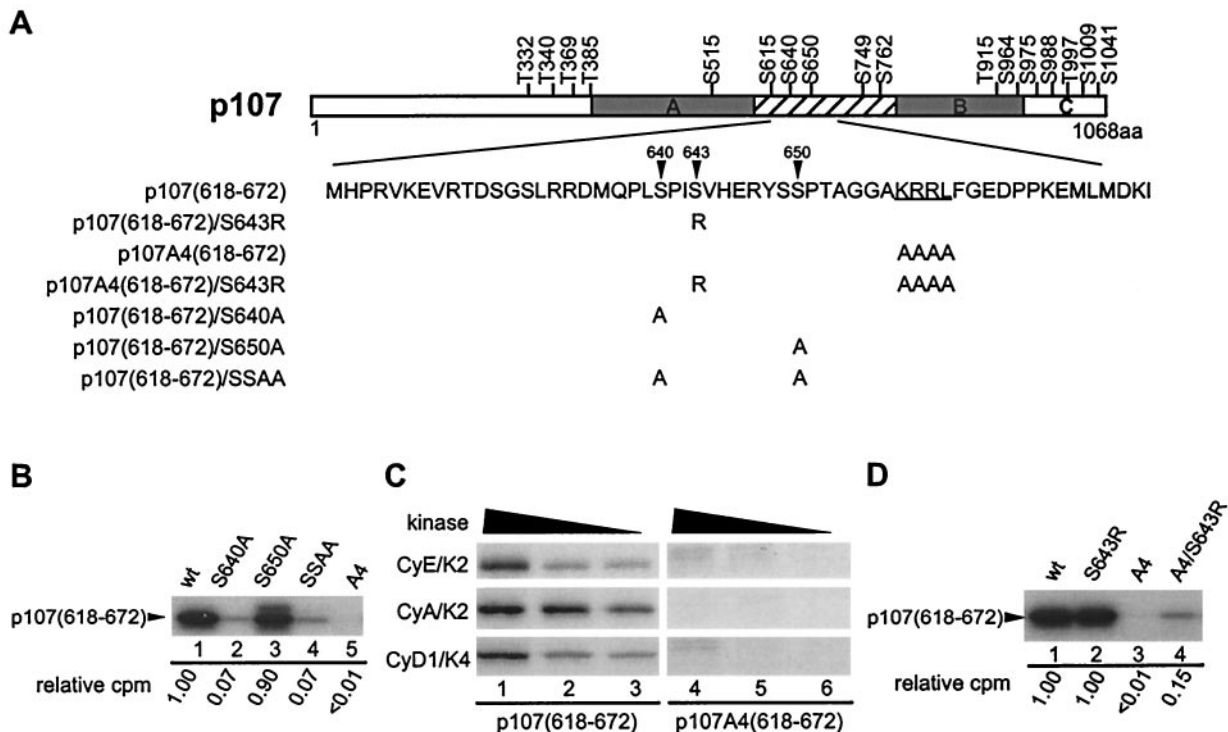 A
T332
T340
T369
T385
S515
S615
S640
S650
S749
S762
T915
S964
S975
S988
T997
S1009
S1041
p107
A
B
C
1
1068aa
640 643 650
p107(618-672) MHPRVKEVRTDSGSLRRDMQPLSPISVHERYSSPTAGGAKRRLFGEDPPKEMLMDKI
p107(618-672)/S643R R
p107A4(618-672) AAAA
p107A4(618-672)/S643R R AAAA
p107(618-672)/S640A A
p107(618-672)/S650A A
p107(618-672)/SSAA A A
B
wt S640A S650A SSAA A4
p107(618-672)
1 2 3 4 5
relative cpm 1.00 0.07 0.90 0.07 <0.01
C
kinase
CyE/K2
CyA/K2
CyD1/K4
1 2 3 4 5 6
p107(618-672) p107A4(618-672)
D
wt S643R A4 A4/S643R
p107(618-672)
1 2 3 4
relative cpm 1.00 1.00 <0.01 0.15